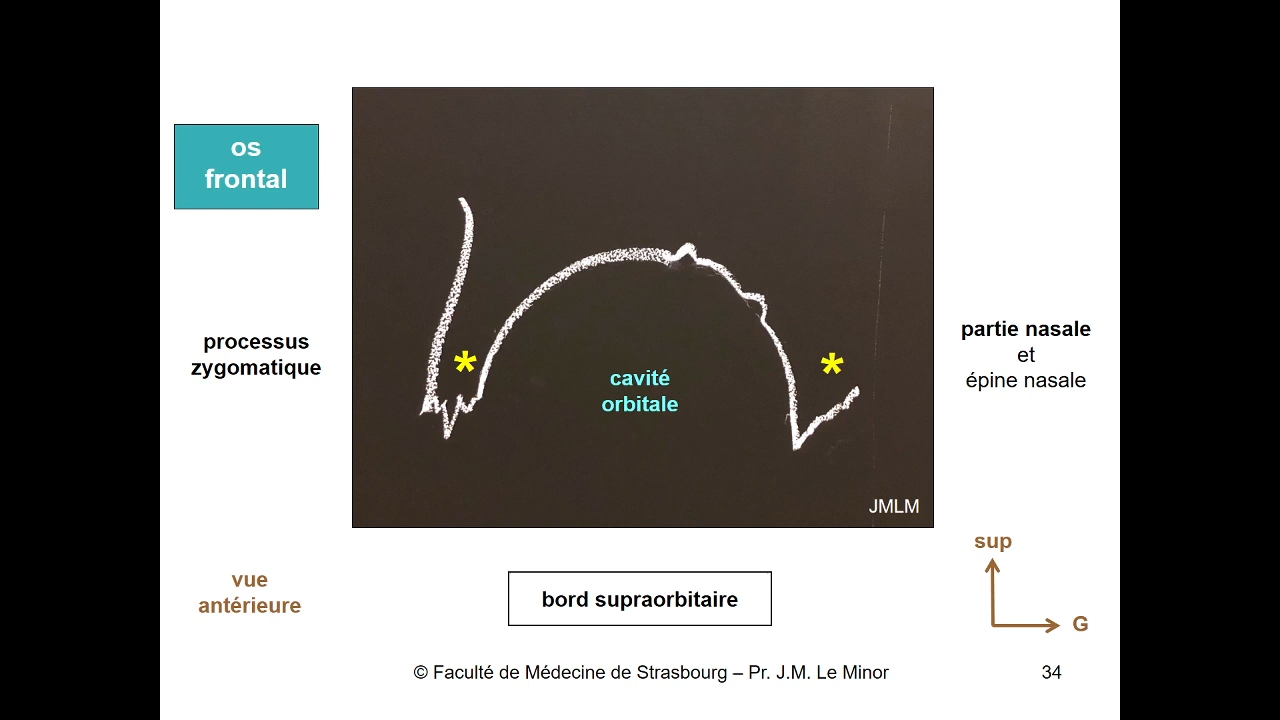 os
frontal
processus
zygomatique
*
*
cavité
orbitale
partie nasale
et
épine nasale
JMLM
sup
G
vue
antérieure
bord supraorbitaire
© Faculté de Médecine de Strasbourg – Pr. J.M. Le Minor
34